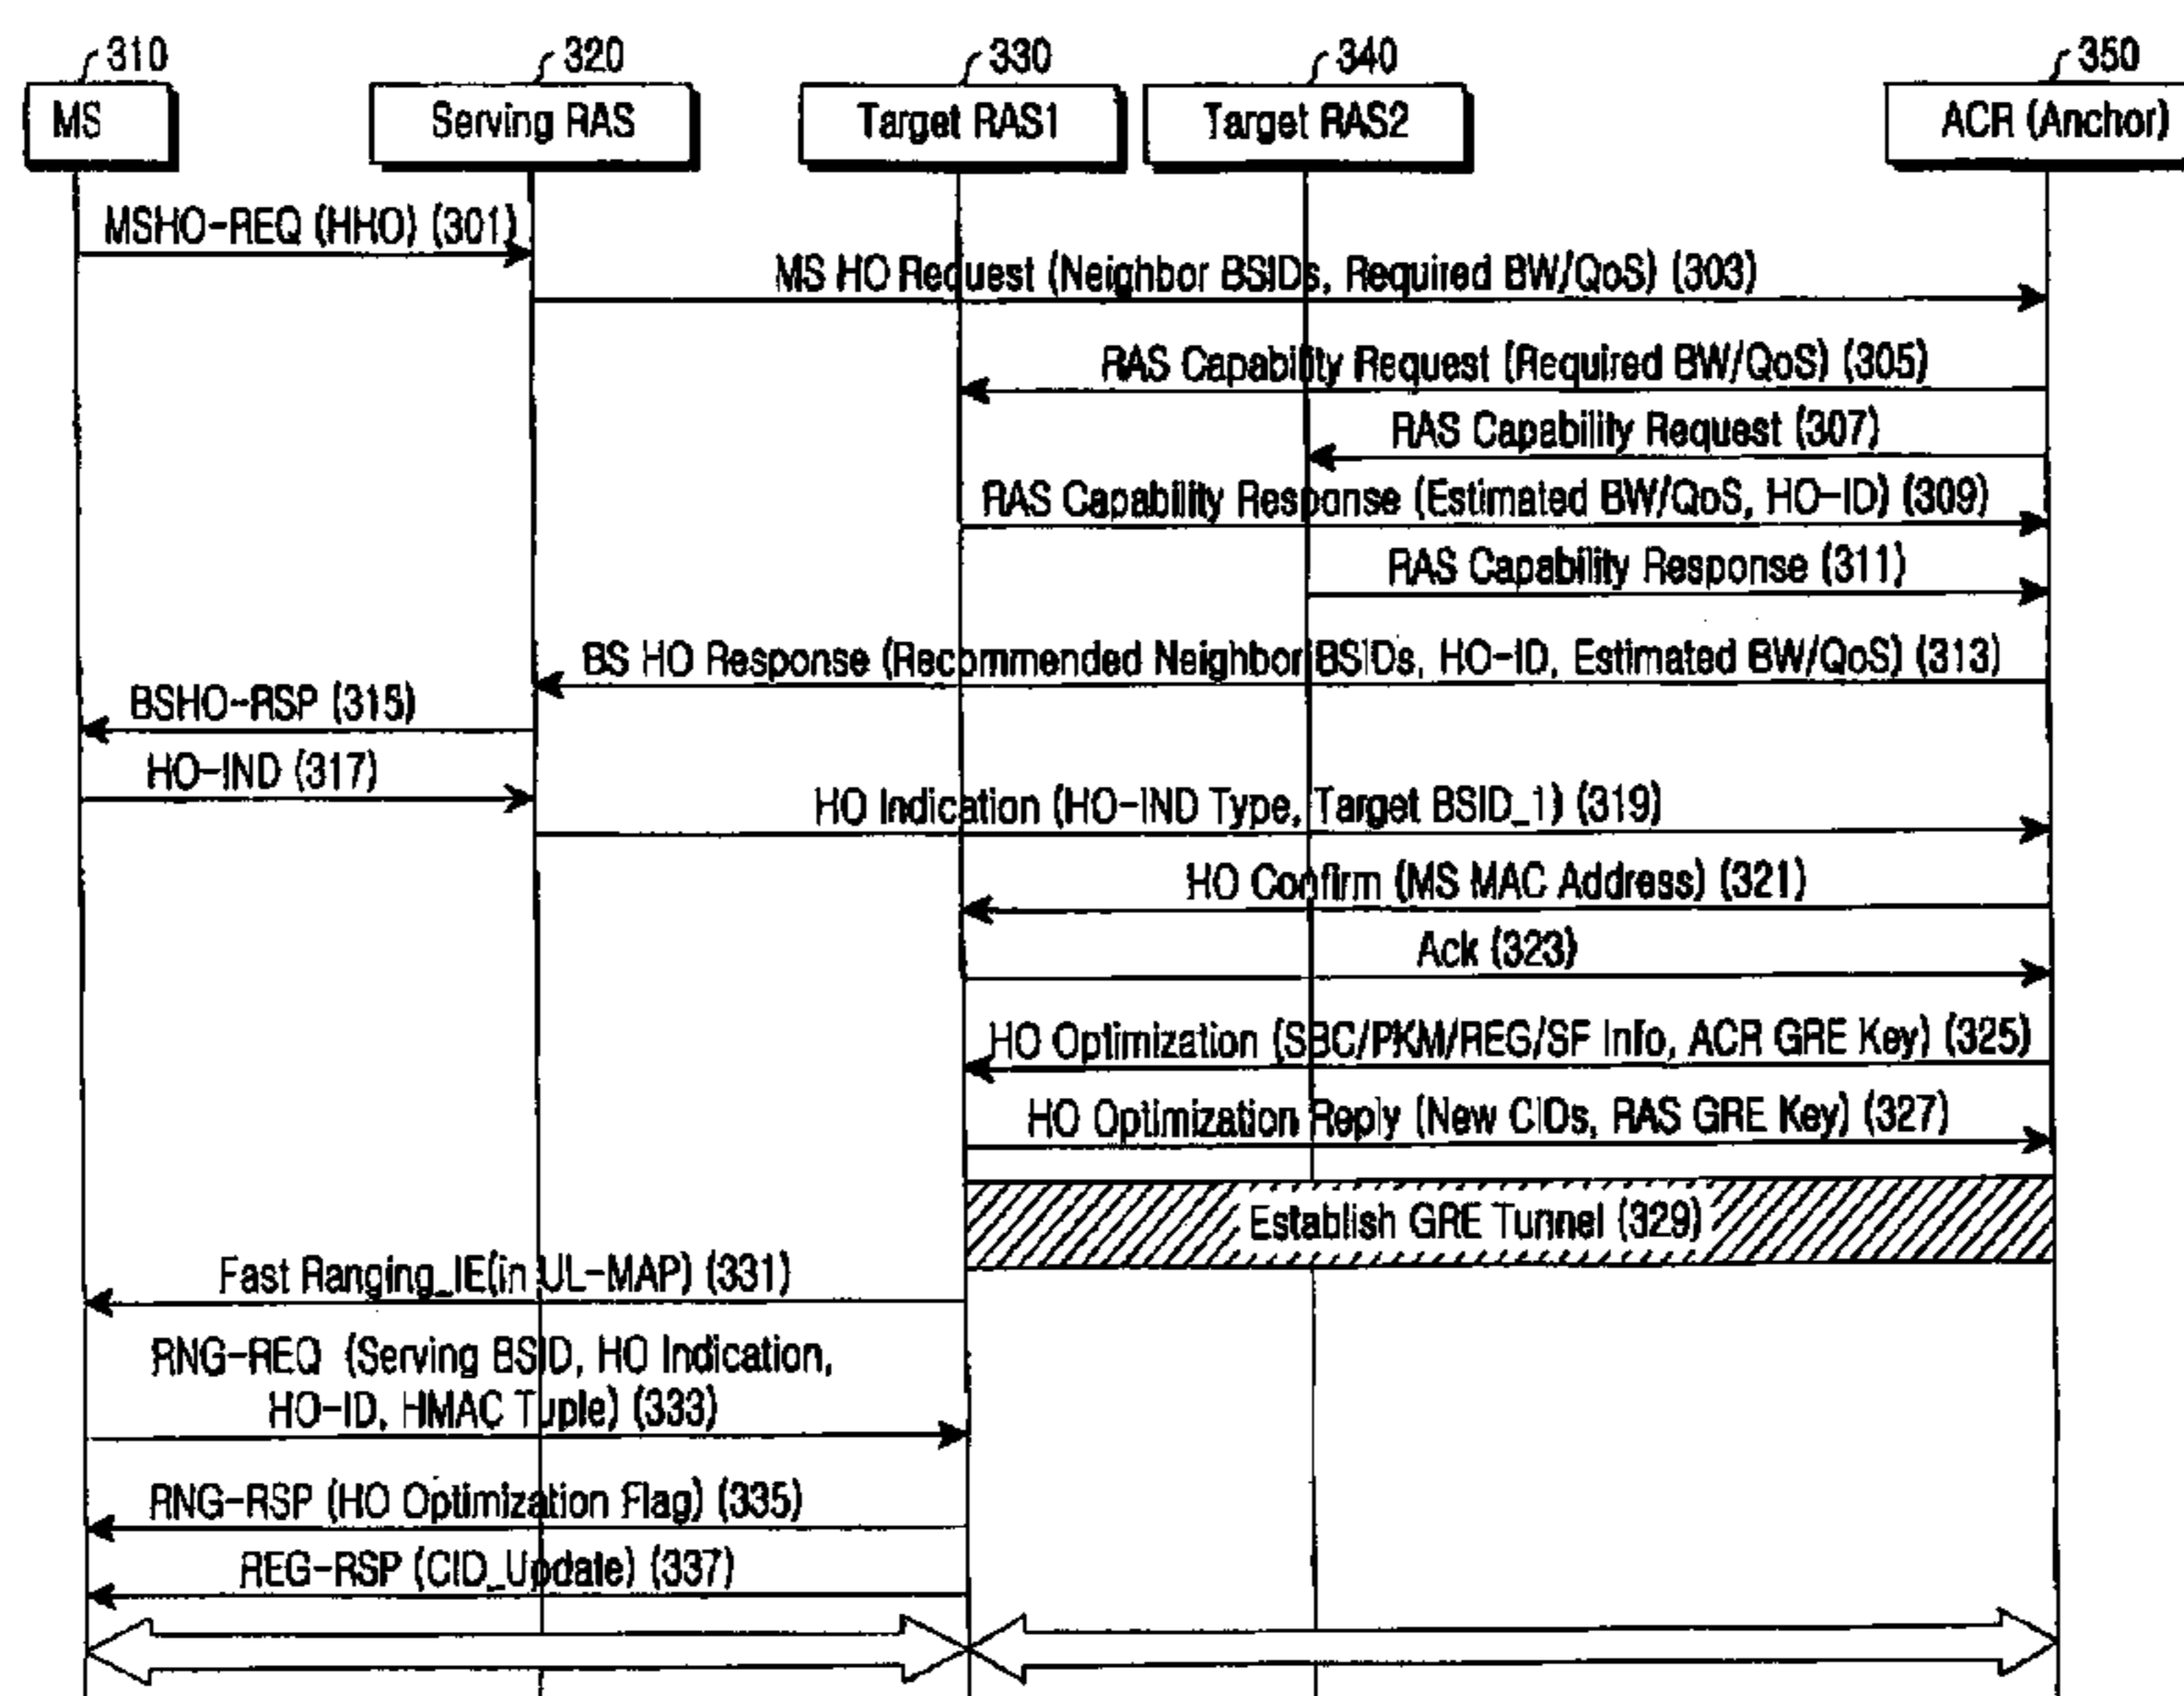 310
320
330
340
350
MS
Serving RAS
Target RAS1
Target RAS2
ACR (Anchor)
MSHO-REQ (HHO) (301)
MS HO Request (Neighbor BSIDs, Required BW/QoS) (303)
RAS Capability Request (Required BW/QoS) (305)
RAS Capability Request (307)
RAS Capability Response (Estimated BW/QoS, HO-ID) (309)
RAS Capability Response (311)
BS HO Response (Recommended Neighbor BSIDs, HO-ID, Estimated BW/QoS) (313)
BSHO-RSP (315)
HO-IND (317)
HO Indication (HO-IND Type, Target BSID_1) (319)
HO Confirm (MS MAC Address) (321)
Ack (323)
HO Optimization (SBC/PKM/REG/SF Info, ACR GRE Key) (325)
HO Optimization Reply (New CIDs, RAS GRE Key) (327)
Establish GRE Tunnel (329)
Fast Ranging_IE(in UL-MAP) (331)
RNG-REQ (Serving BSID, HO Indication,
HO-ID, HMAC Tuple) (333)
RNG-RSP (HO Optimization Flag) (335)
REG-RSP (CID_Update) (337)